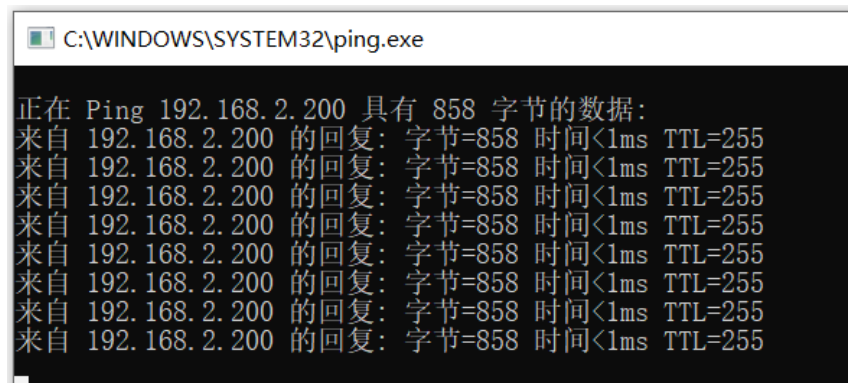 C:\WINDOWS\SYSTEM32\ping.exe
正在 Ping 192.168.2.200 具有 858 字节的数据:
来自 192.168.2.200 的回复: 字节=858 时间<1ms TTL=255
来自 192.168.2.200 的回复: 字节=858 时间<1ms TTL=255
来自 192.168.2.200 的回复: 字节=858 时间<1ms TTL=255
来自 192.168.2.200 的回复: 字节=858 时间<1ms TTL=255
来自 192.168.2.200 的回复: 字节=858 时间<1ms TTL=255
来自 192.168.2.200 的回复: 字节=858 时间<1ms TTL=255
来自 192.168.2.200 的回复: 字节=858 时间<1ms TTL=255
来自 192.168.2.200 的回复: 字节=858 时间<1ms TTL=255